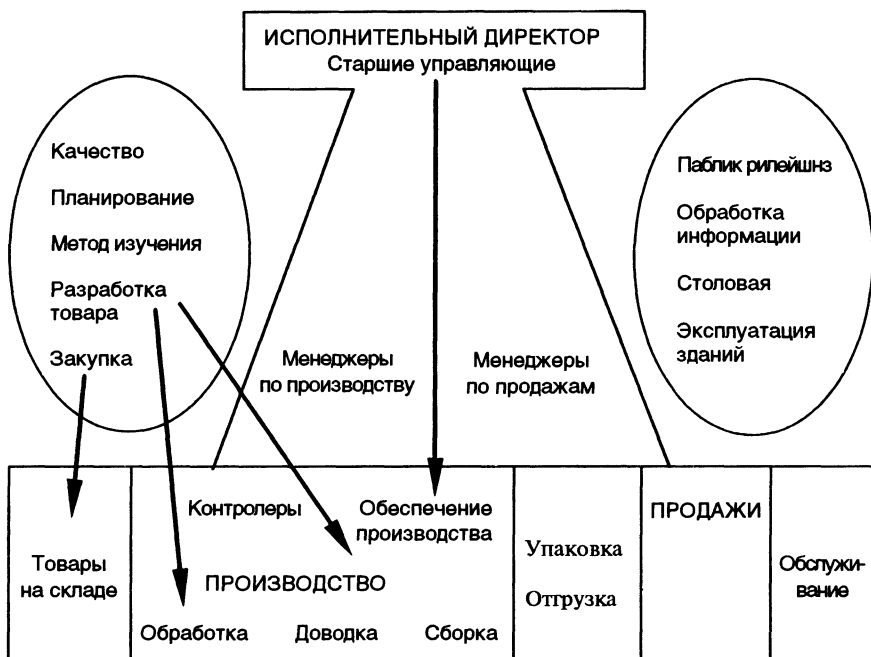 ИСПОЛНИТЕЛЬНЫЙ ДИРЕКТОР
Старшие управляющие
Качество
Планирование
Метод изучения
Разработка
товара
Закупка
Паблик рилейшнз
Обработка
информации
Столовая
Эксплуатация
зданий
Менеджеры
по производству
Менеджеры
по продажам
Товары
на складе
Контролеры
Обеспечение
производства
ПРОИЗВОДСТВО
Обработка
Доводка
Сборка
Упаковка
Отгрузка
ПРОДАЖИ
Обслужи-
вание